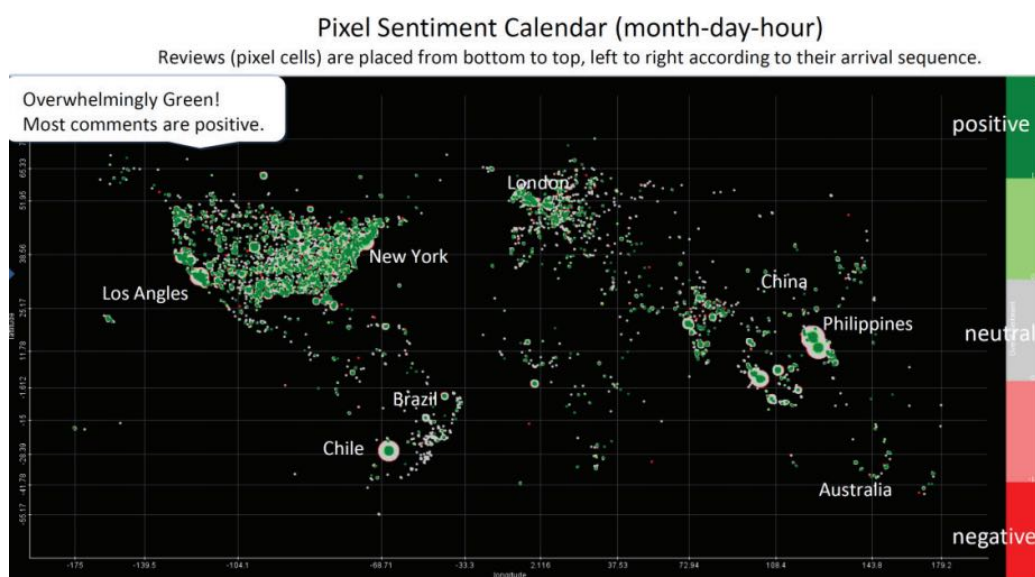 Pixel Sentiment Calendar (month-day-hour)
Reviews (pixel cells) are placed from bottom to top, left to right according to their arrival sequence.
Overwhelmingly Green!
Most comments are positive.
positive
65.33
London
51.95
New York
38.56
China
Los Angles
25.17
Philippines
neutral
11.78
-1.612
Brazil
-15
Chile
-28.39
-41.78
Australia
-55.17
negative
-175
-139.5
-104.1
-68.71
-33.3
2.116
37.53
72.94
108.4
143.8
179.2
longitude